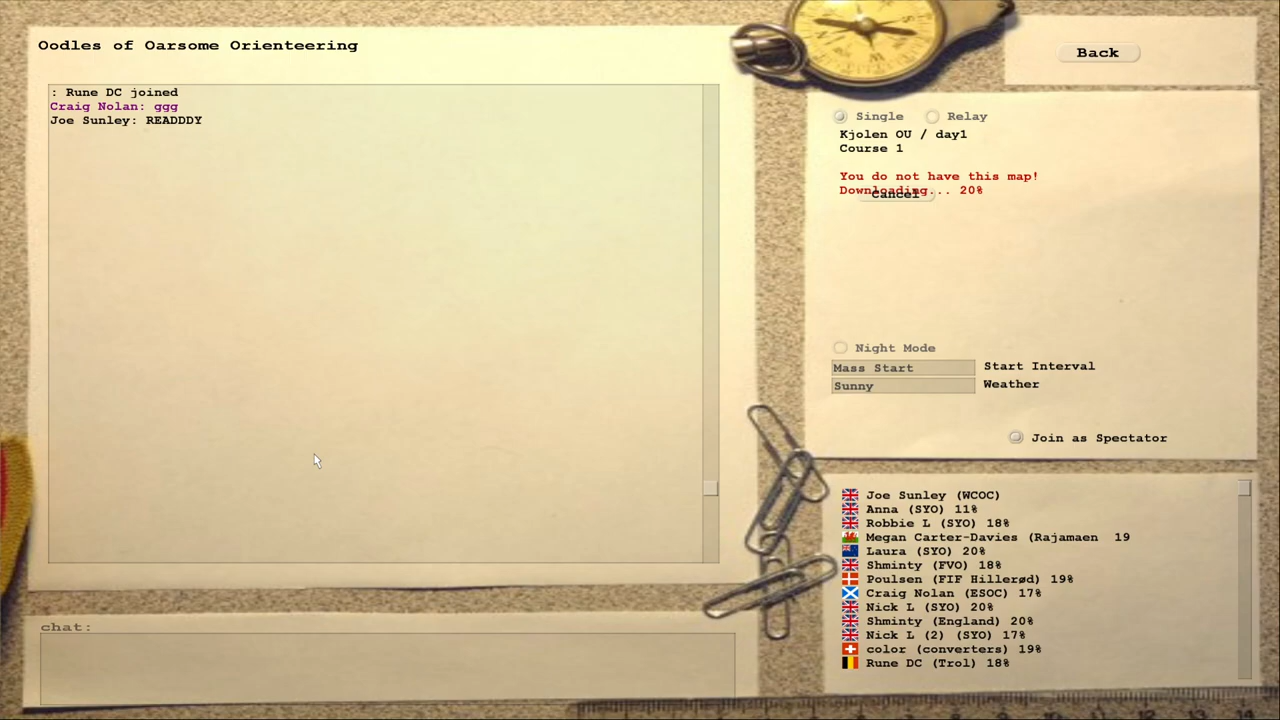 Oodles of Oarsome Orienteering
: Rune DC joined
Craig Nolan: ggg
Joe Sunley: READDDY
chat:
Back
Single Relay
Kjolen OU / day1
Course 1
You do not have this map!
Downloading... 20%
Cancel
Night Mode
Mass Start Start Interval
Sunny Weather
Join as Spectator
Joe Sunley (WCOC)
Anna (SYO) 11%
Robbie L (SYO) 18%
Megan Carter-Davies (Rajamaen 19
Laura (SYO) 20%
Shminty (FVO) 18%
Poulsen (FIF Hillerød) 19%
Craig Nolan (ESOC) 17%
Nick L (SYO) 20%
Shminty (England) 20%
Nick L (2) (SYO) 17%
color (converters) 19%
Rune DC (Trol) 18%